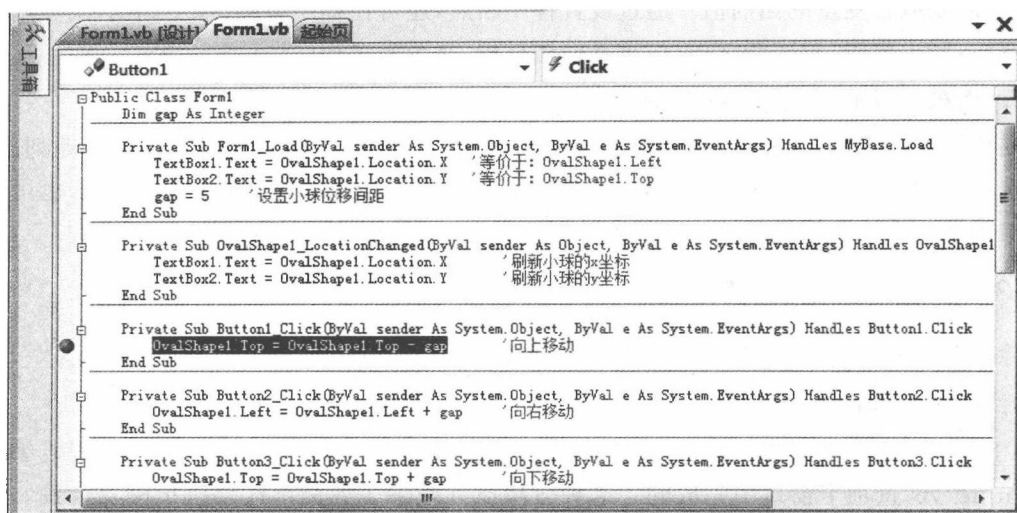 工具箱
Form1.vb [设计] Form1.vb 起始页
Button1 Click
Public Class Form1
Dim gap As Integer
Private Sub Form1_Load(ByVal sender As System.Object, ByVal e As System.EventArgs) Handles MyBase.Load
TextBox1.Text = OvalShape1.Location.X '等价于: OvalShape1.Left
TextBox2.Text = OvalShape1.Location.Y '等价于: OvalShape1.Top
gap = 5 '设置小球位移间距
End Sub
Private Sub OvalShape1_LocationChanged(ByVal sender As Object, ByVal e As System.EventArgs) Handles OvalShape1
TextBox1.Text = OvalShape1.Location.X '刷新小球的x坐标
TextBox2.Text = OvalShape1.Location.Y '刷新小球的y坐标
End Sub
Private Sub Button1_Click(ByVal sender As System.Object, ByVal e As System.EventArgs) Handles Button1.Click
OvalShape1.Top = OvalShape1.Top - gap '向上移动
End Sub
Private Sub Button2_Click(ByVal sender As System.Object, ByVal e As System.EventArgs) Handles Button2.Click
OvalShape1.Left = OvalShape1.Left + gap '向右移动
End Sub
Private Sub Button3_Click(ByVal sender As System.Object, ByVal e As System.EventArgs) Handles Button3.Click
OvalShape1.Top = OvalShape1.Top + gap '向下移动